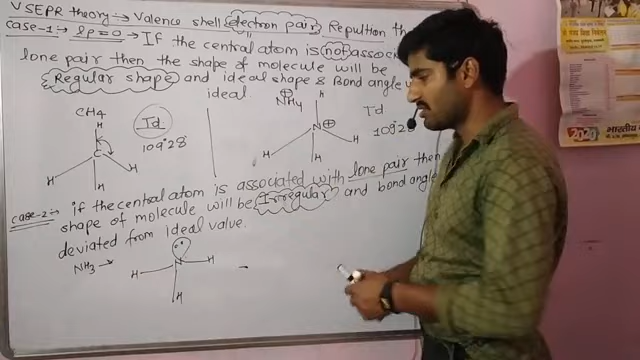 VSEPR theory:→ Valence shell electron pair Repultion th
case-1 → lp=0 → If the central atom is not associ
lone pair then the shape of molecule will be
Regular shape and ideal shape & Bond angle w
ideal
CH4
H
Td
C
H
H
H
109°28'
NH4 ⊕
H
Td
N ⊕
H
H
H
109°28
case-2 :→ if the central atom is associated with lone pair then
shape of molecule will be Irregular and bond angle
deviated from ideal value.
NH3 →
N
H
H
H
2020
भारतीय